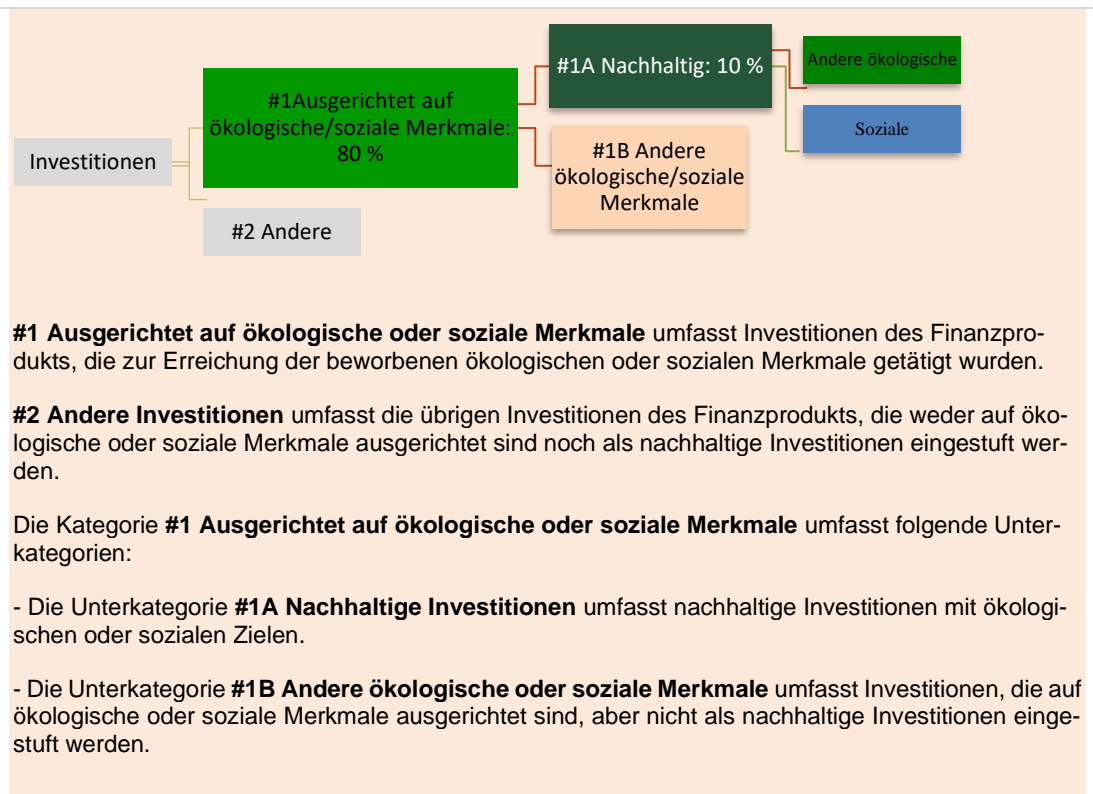 Investitionen
#1Ausgerichtet auf
ökologische/soziale Merkmale:
80 %
#2 Andere
#1A Nachhaltig: 10 %
#1B Andere
ökologische/soziale
Merkmale
Andere ökologische
Soziale
#1 Ausgerichtet auf ökologische oder soziale Merkmale umfasst Investitionen des Finanzpro-
dukts, die zur Erreichung der beworbenen ökologischen oder sozialen Merkmale getätigt wurden.
#2 Andere Investitionen umfasst die übrigen Investitionen des Finanzprodukts, die weder auf öko-
logische oder soziale Merkmale ausgerichtet sind noch als nachhaltige Investitionen eingestuft wer-
den.
Die Kategorie #1 Ausgerichtet auf ökologische oder soziale Merkmale umfasst folgende Unter-
kategorien:
- Die Unterkategorie #1A Nachhaltige Investitionen umfasst nachhaltige Investitionen mit ökologi-
schen oder sozialen Zielen.
- Die Unterkategorie #1B Andere ökologische oder soziale Merkmale umfasst Investitionen, die auf
ökologische oder soziale Merkmale ausgerichtet sind, aber nicht als nachhaltige Investitionen einge-
stuft werden.